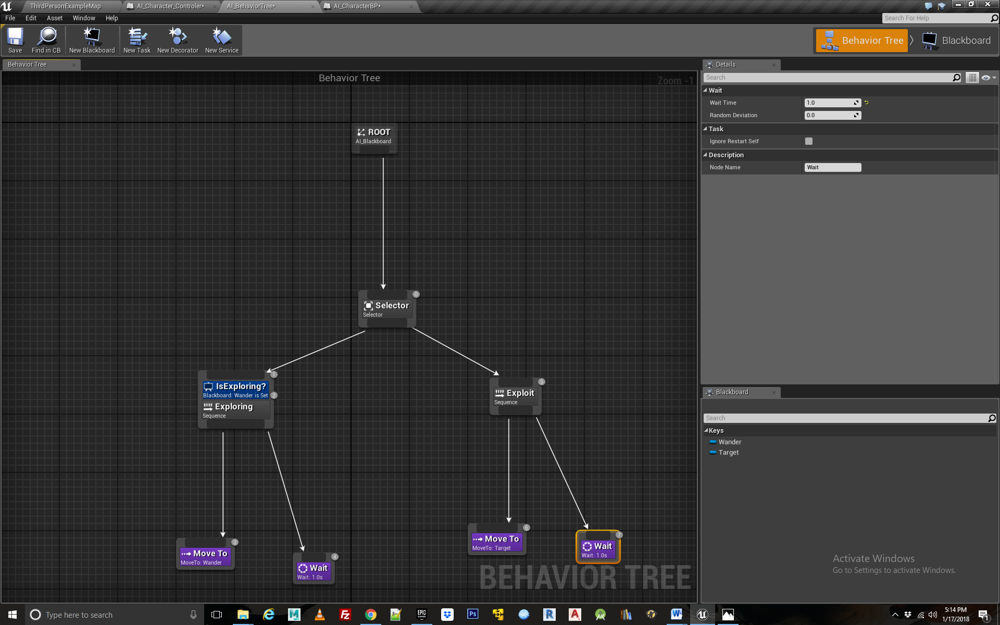 ThirdPersonExampleMap
AI_Character_Controler*
AI_BehaviorTree*
AI_CharacterBP*
File Edit Asset Window Help
Search For Help
Save
Find in CB
New Blackboard
New Task
New Decorator
New Service
Behavior Tree
Blackboard
Behavior Tree
Behavior Tree
Zoom -1
ROOT
AI_Blackboard
0
Selector
Selector
1
IsExploring?
Blackboard: Wander is Set
2
Exploring
Sequence
5
Exploit
Sequence
3
Move To
MoveTo: Wander
4
Wait
Wait: 1.0s
6
Move To
MoveTo: Target
7
Wait
Wait: 1.0s
BEHAVIOR TREE
Details
Search
Wait
Wait Time 1.0
Random Deviation 0.0
Task
Ignore Restart Self
Description
Node Name Wait
Blackboard
Search
Keys
Wander
Target
Activate Windows
Go to Settings to activate Windows.
Type here to search
M
MAYA
Fz
EPIC
GAMES
Ps
R
A
W
5:14 PM
1/17/2018
1